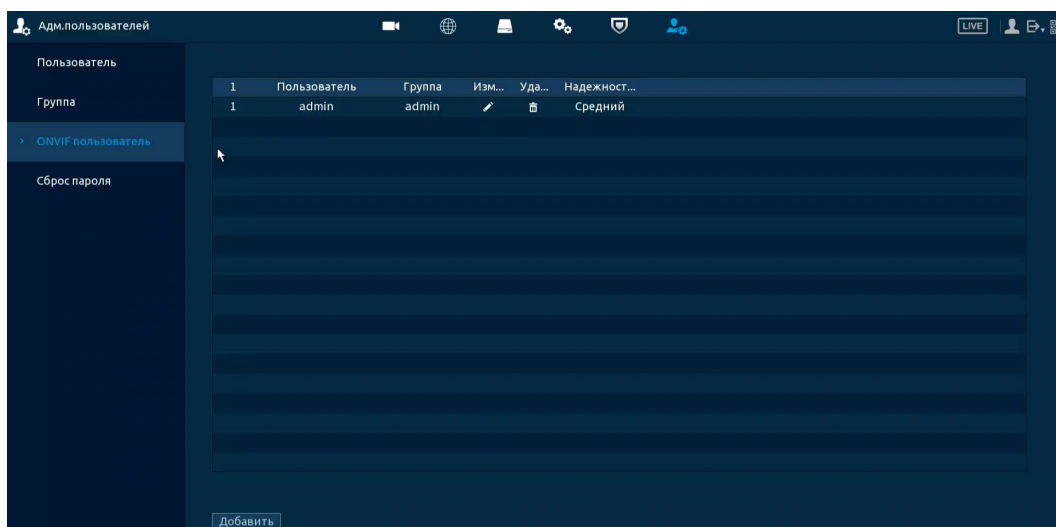 Адм.пользователей
LIVE
Пользователь
Группа
ONVIF пользователь
Сброс пароля
1 Пользователь Группа Изм... Уда... Надежност...
1 admin admin Средний
Добавить